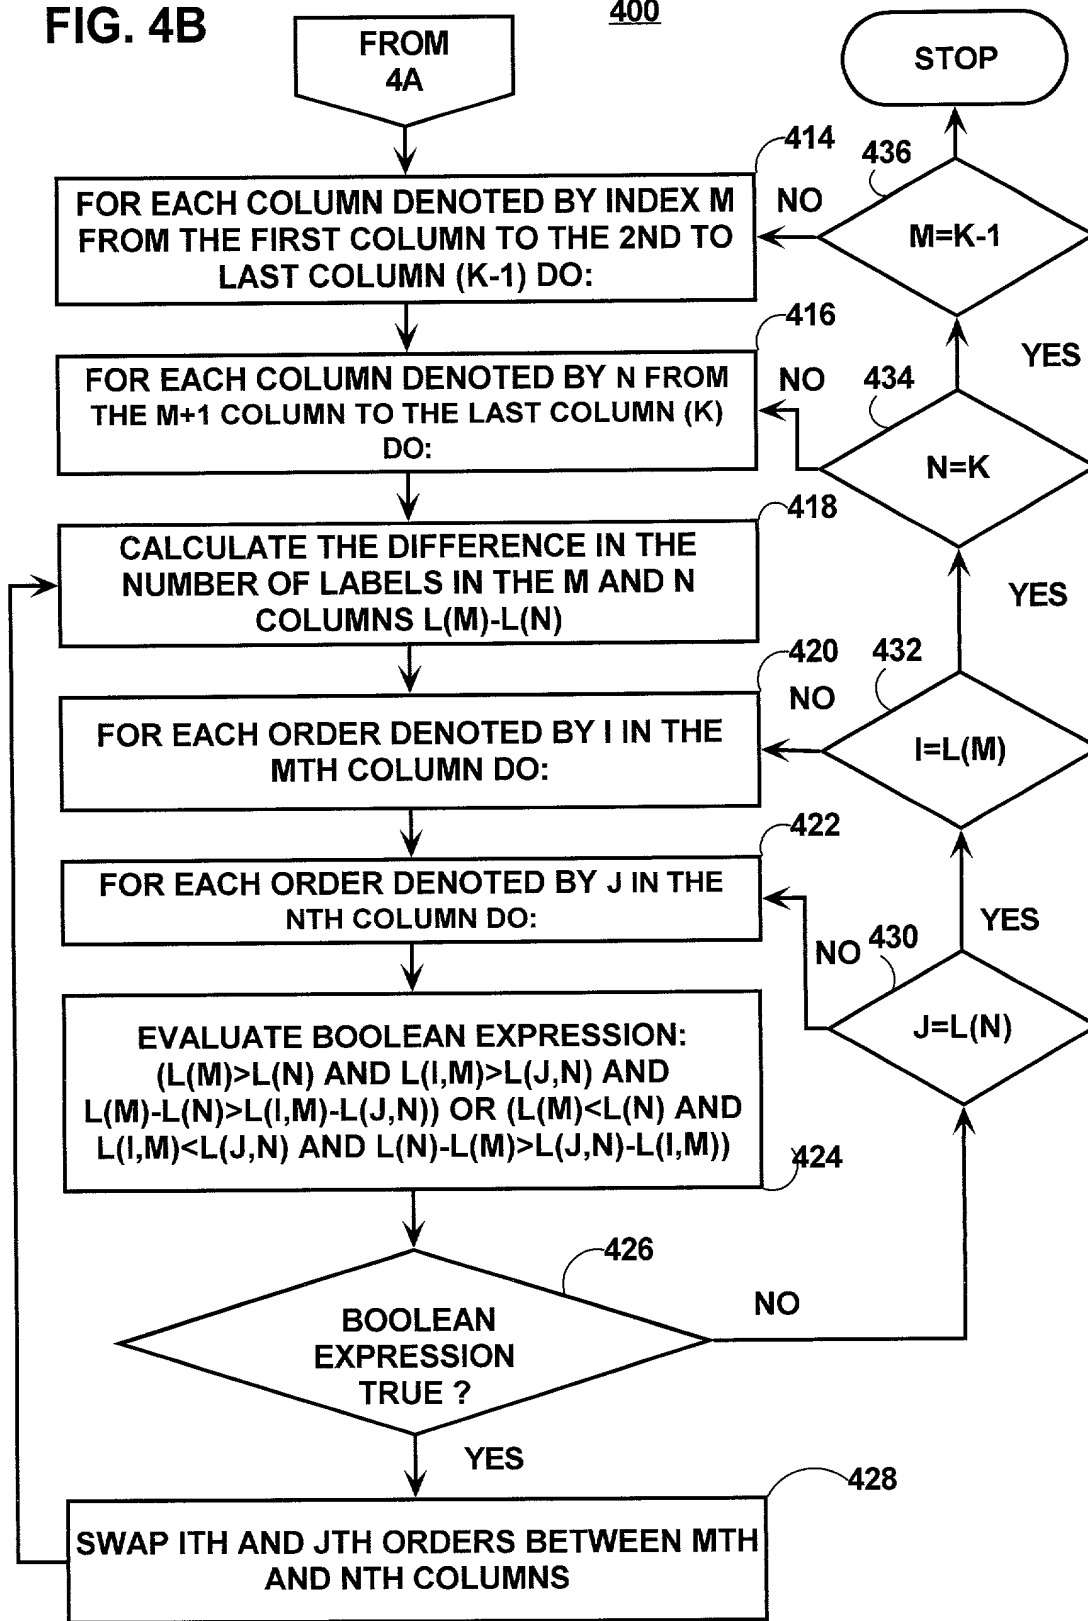 FIG. 4B
400
FROM
4A
STOP
414
436
FOR EACH COLUMN DENOTED BY INDEX M
FROM THE FIRST COLUMN TO THE 2ND TO
LAST COLUMN (K-1) DO:
NO
M=K-1
416
YES
434
FOR EACH COLUMN DENOTED BY N FROM
THE M+1 COLUMN TO THE LAST COLUMN (K)
DO:
NO
N=K
418
YES
CALCULATE THE DIFFERENCE IN THE
NUMBER OF LABELS IN THE M AND N
COLUMNS L(M)-L(N)
420
432
NO
FOR EACH ORDER DENOTED BY I IN THE
MTH COLUMN DO:
I=L(M)
422
FOR EACH ORDER DENOTED BY J IN THE
NTH COLUMN DO:
YES
NO
430
J=L(N)
EVALUATE BOOLEAN EXPRESSION:
(L(M)>L(N) AND L(I,M)>L(J,N) AND
L(M)-L(N)>L(I,M)-L(J,N)) OR (L(M)<L(N) AND
L(I,M)<L(J,N) AND L(N)-L(M)>L(J,N)-L(I,M))
424
426
BOOLEAN
EXPRESSION
TRUE ?
NO
YES
428
SWAP ITH AND JTH ORDERS BETWEEN MTH
AND NTH COLUMNS